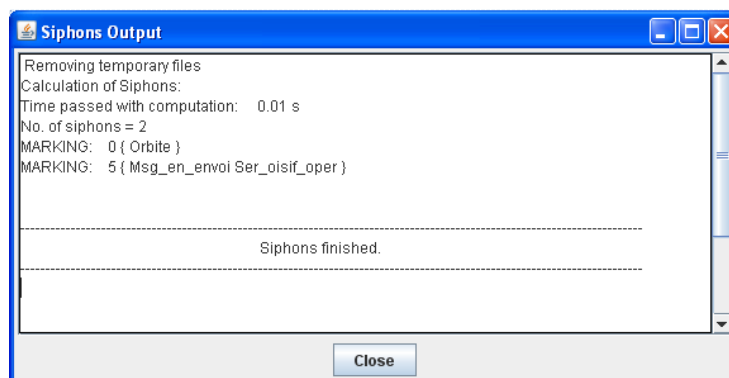 Siphons Output
Removing temporary files
Calculation of Siphons:
Time passed with computation: 0.01 s
No. of siphons = 2
MARKING: 0 { Orbite }
MARKING: 5 { Msg_en_envoi Ser_oisif_oper }
Siphons finished.
Close